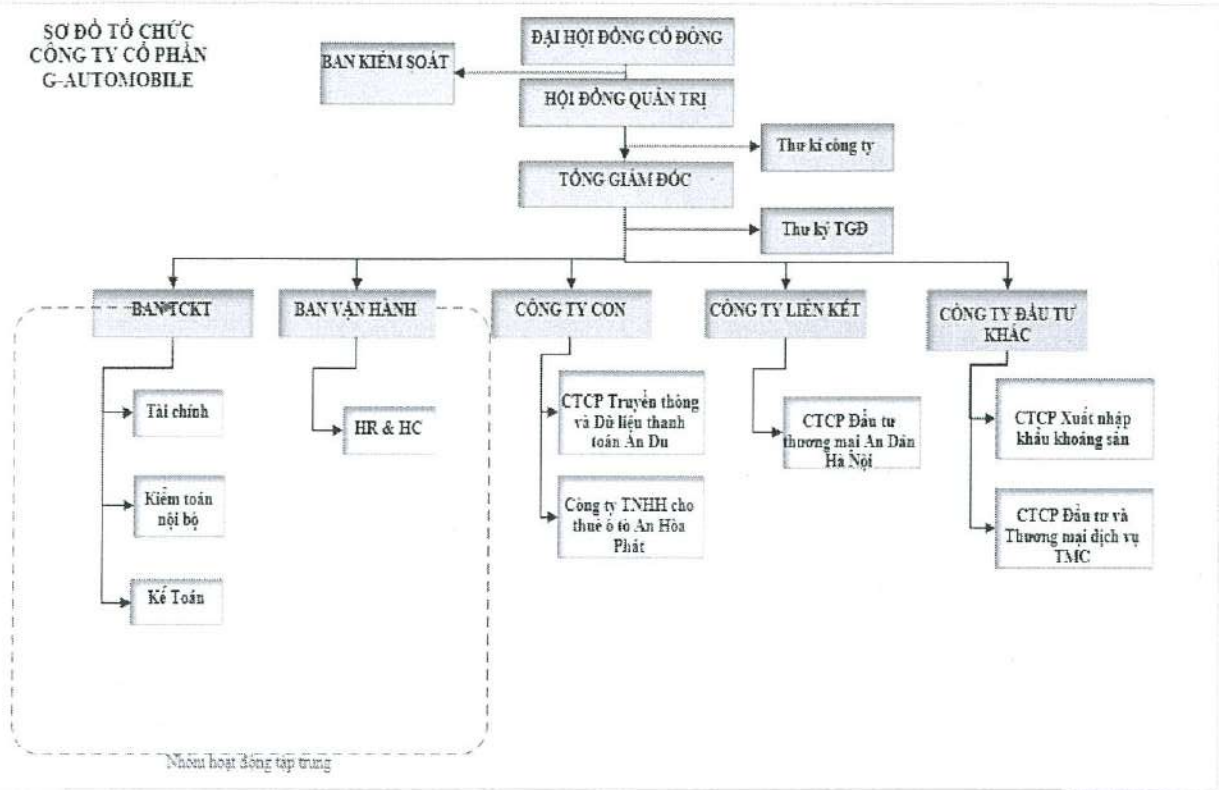 SƠ ĐỒ TỔ CHỨC
CÔNG TY CỔ PHẦN
G-AUTOMOBILE
ĐẠI HỘI ĐỒNG CỔ ĐÔNG
BAN KIỂM SOÁT
HỘI ĐỒNG QUẢN TRỊ
Thư kí công ty
TỔNG GIÁM ĐỐC
Thư ký TGĐ
BAN TCKT
BAN VẬN HÀNH
CÔNG TY CON
CÔNG TY LIÊN KẾT
CÔNG TY ĐẦU TƯ
KHÁC
Tài chính
HR & HC
CTCP Truyền thông
và Dữ liệu thanh
toán An Du
CTCP Đầu tư
thương mại An Dân
Hà Nội
CTCP Xuất nhập
khẩu khoáng sản
Kiểm toán
nội bộ
Công ty TNHH cho
thuê ô tô An Hòa
Phát
CTCP Đầu tư và
Thương mại dịch vụ
TMC
Kế Toán
Nhóm hoạt động tập trung